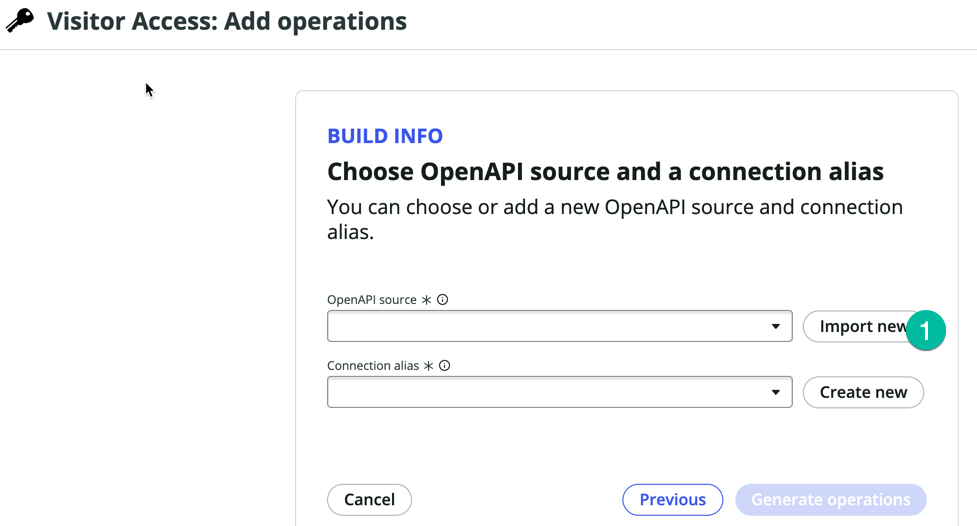 Visitor Access: Add operations
BUILD INFO
Choose OpenAPI source and a connection alias
You can choose or add a new OpenAPI source and connection
alias.
OpenAPI source *
Import new
1
Connection alias *
Create new
Cancel
Previous
Generate operations